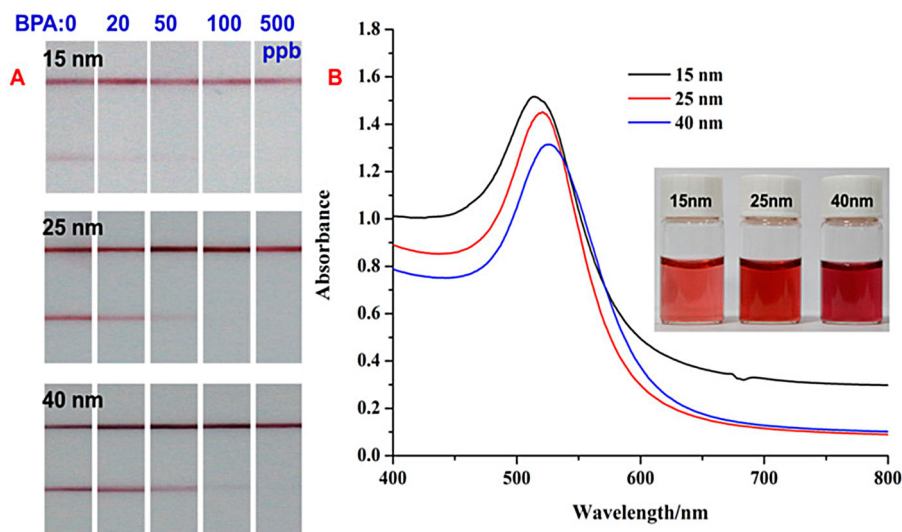 BPA:0 20 50 100 500
ppb
A
15 nm
25 nm
40 nm
B
1.8
1.6
1.4
1.2
1.0
0.8
0.6
0.4
0.2
0.0
Absorbance
15 nm
25 nm
40 nm
15nm 25nm 40nm
400 500 600 700 800
Wavelength/nm